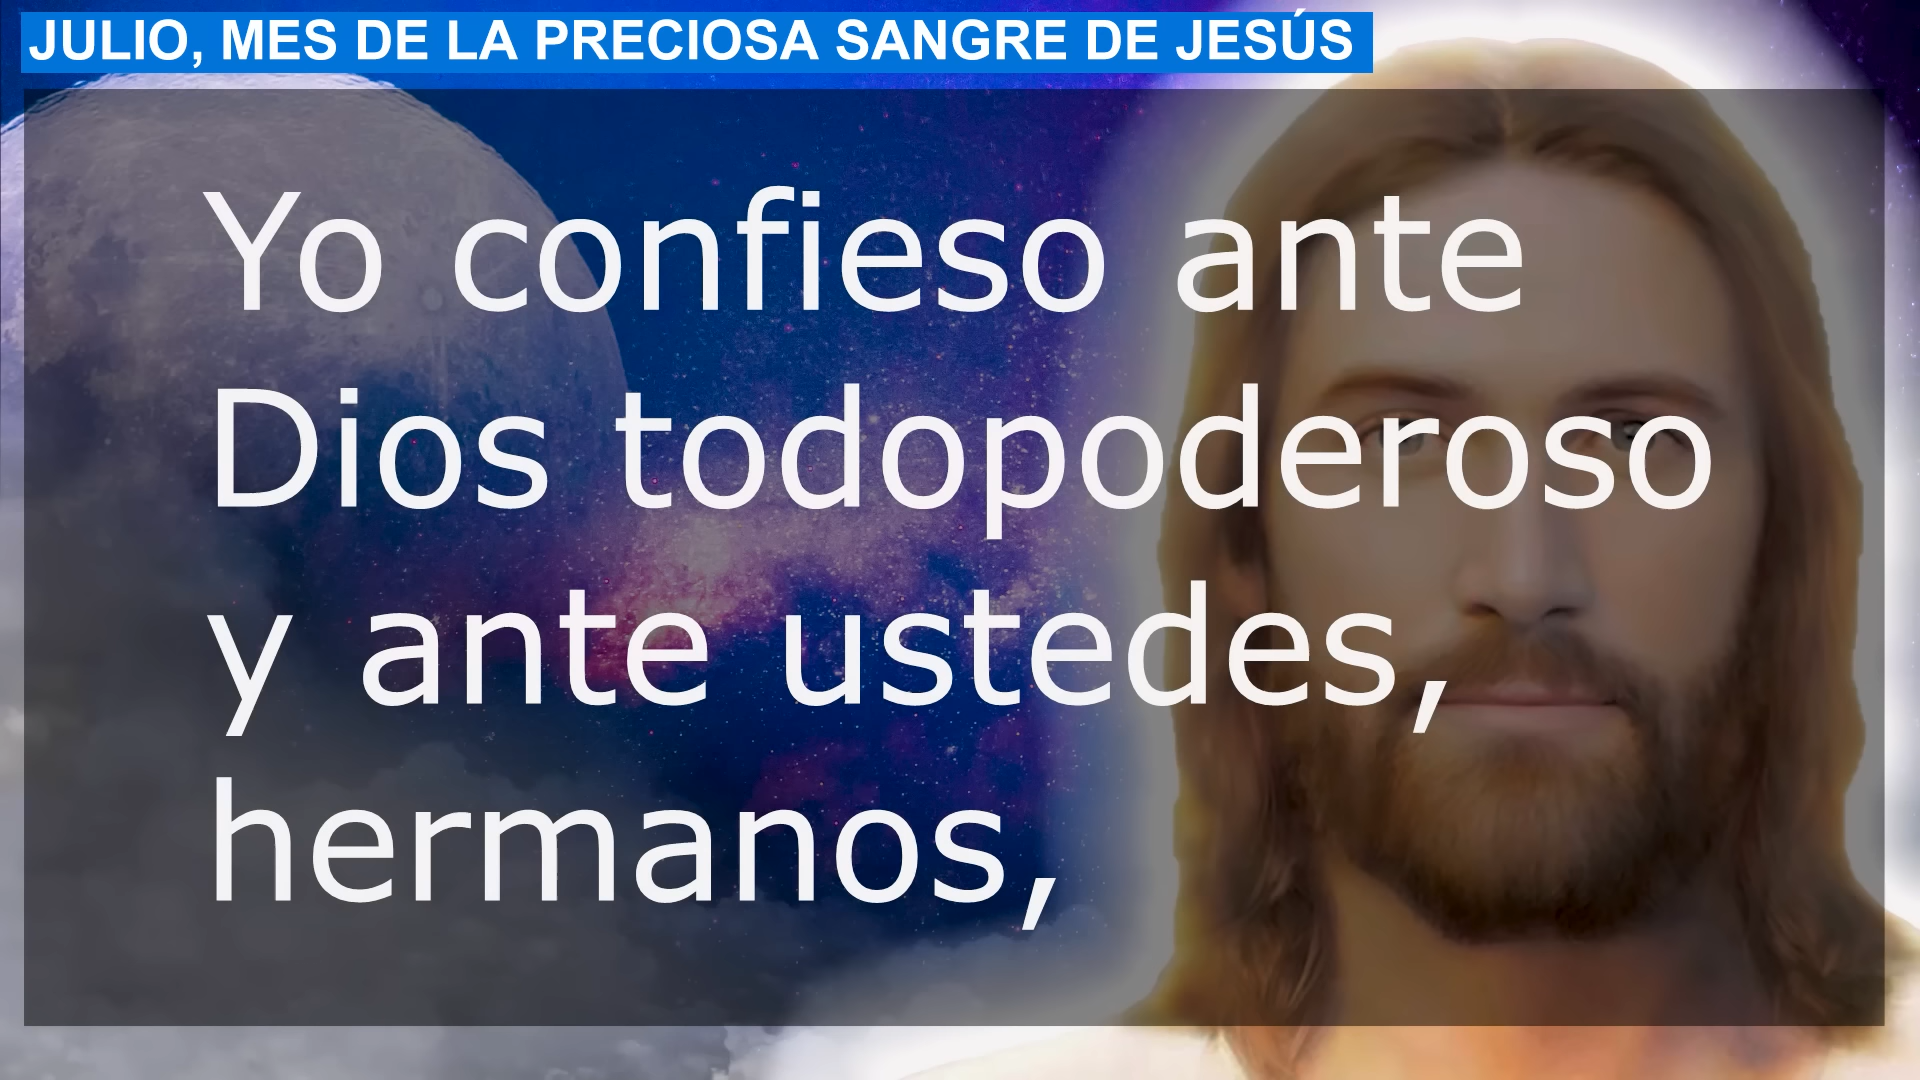 JULIO, MES DE LA PRECIOSA SANGRE DE JESÚS
Yo confieso ante
Dios todopoderoso
y ante ustedes,
hermanos,